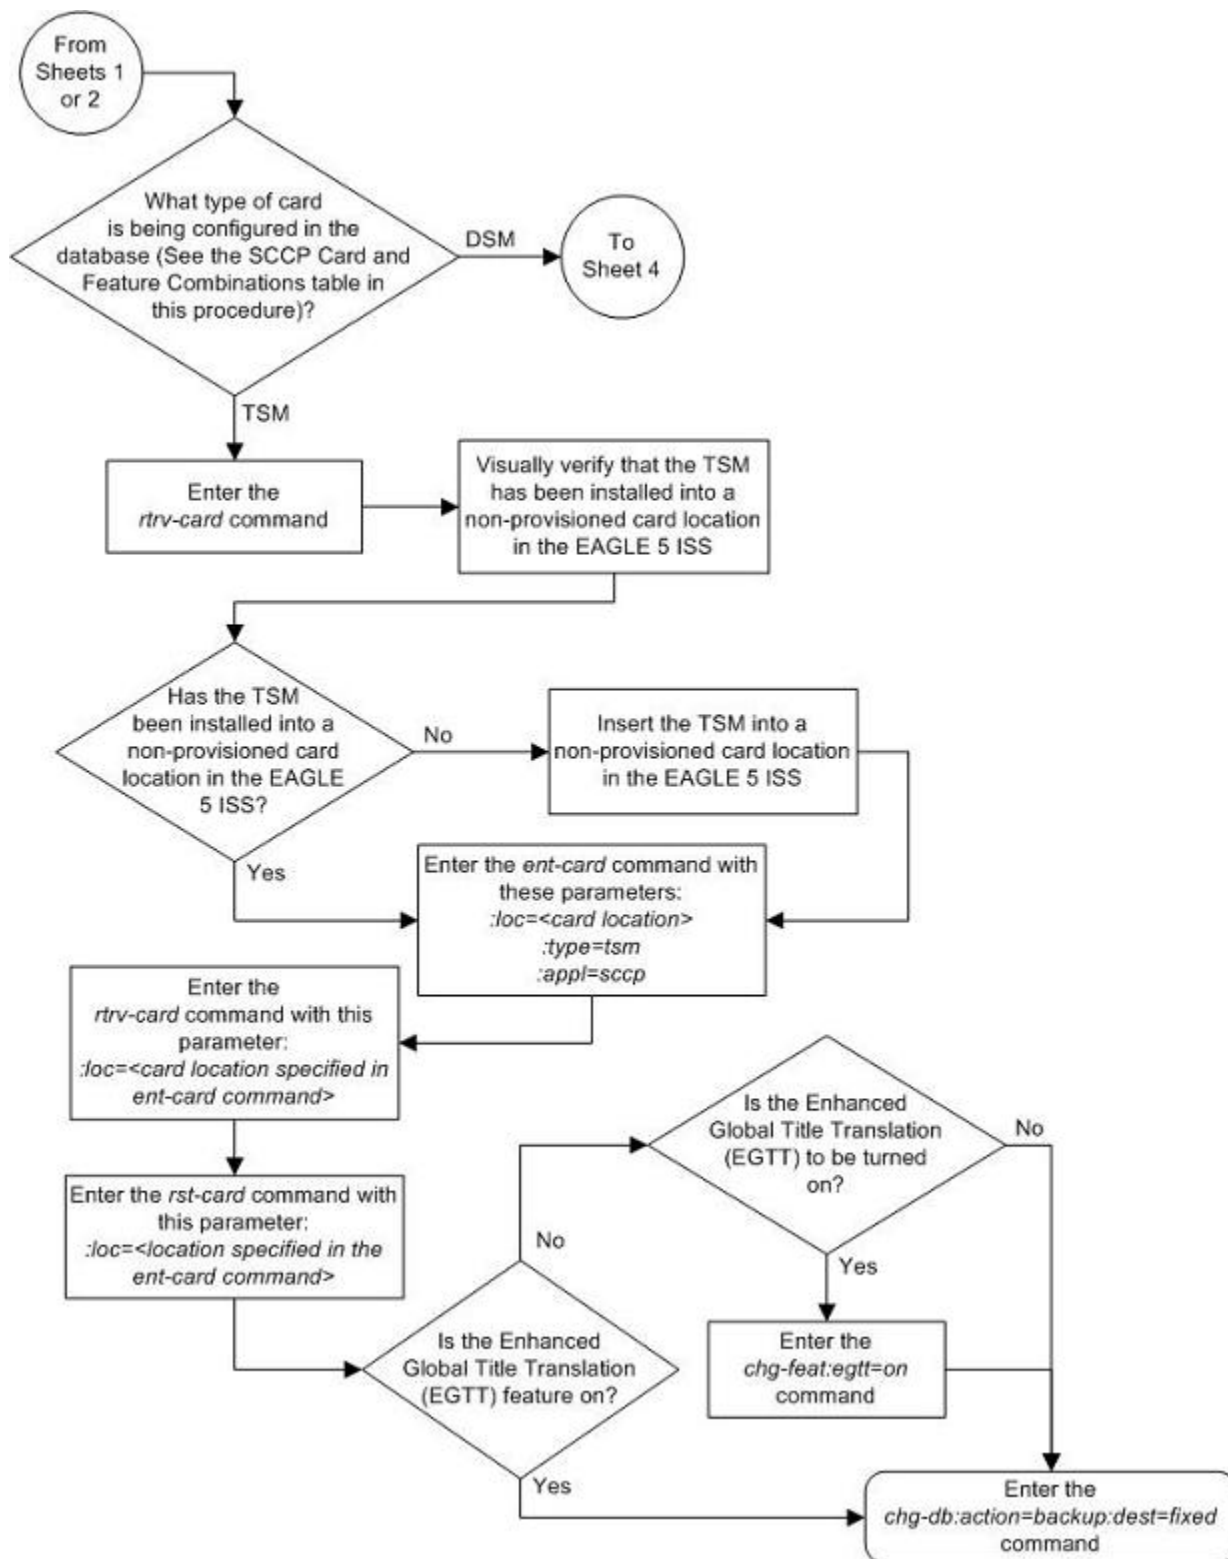 From
Sheets 1
or 2
What type of card
is being configured in the
database (See the SCCP Card and
Feature Combinations table in
this procedure)?
DSM
To
Sheet 4
TSM
Enter the
rtrv-card command
Visually verify that the TSM
has been installed into a
non-provisioned card location
in the EAGLE 5 ISS
Has the TSM
been installed into a
non-provisioned card
location in the EAGLE
5 ISS?
No
Insert the TSM into a
non-provisioned card location
in the EAGLE 5 ISS
Yes
Enter the ent-card command with
these parameters:
:loc=<card location>
:type=tsm
:appl=sccp
Enter the
rtrv-card command with this
parameter:
:loc=<card location specified in
ent-card command>
Enter the rst-card command with
this parameter:
:loc=<location specified in the
ent-card command>
Is the Enhanced
Global Title Translation
(EGTT) feature on?
No
Is the Enhanced
Global Title Translation
(EGTT) to be turned
on?
No
Yes
Enter the
chg-feat:egtt=on
command
Yes
Enter the
chg-db:action=backup:dest=fixed
command